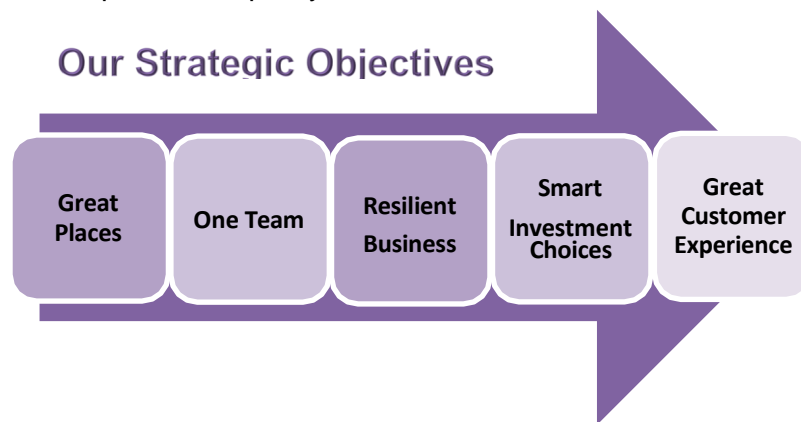 Our Strategic Objectives
Great
Places
One Team
Resilient
Business
Smart
Investment
Choices
Great
Customer
Experience